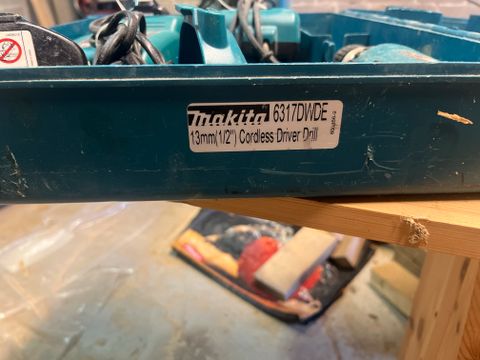 Makita 6317DWDE
13mm(1/2") Cordless Driver Drill